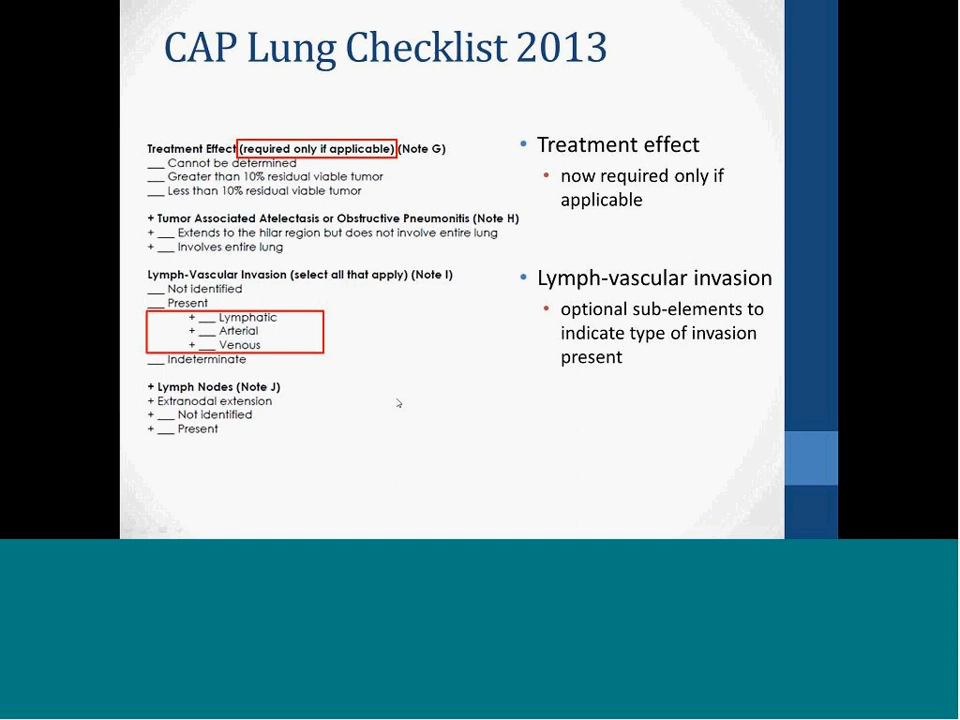 CAP Lung Checklist 2013
Treatment Effect (required only if applicable) (Note G)
___ Cannot be determined
___ Greater than 10% residual viable tumor
___ Less than 10% residual viable tumor
+ Tumor Associated Atelectasis or Obstructive Pneumonitis (Note H)
+ ___ Extends to the hilar region but does not involve entire lung
+ ___ Involves entire lung
Lymph-Vascular Invasion (select all that apply) (Note I)
___ Not identified
___ Present
+ ___ Lymphatic
+ ___ Arterial
+ ___ Venous
___ Indeterminate
+ Lymph Nodes (Note J)
+ Extranodal extension
+ ___ Not identified
+ ___ Present
• Treatment effect
• now required only if
applicable
• Lymph-vascular invasion
• optional sub-elements to
indicate type of invasion
present